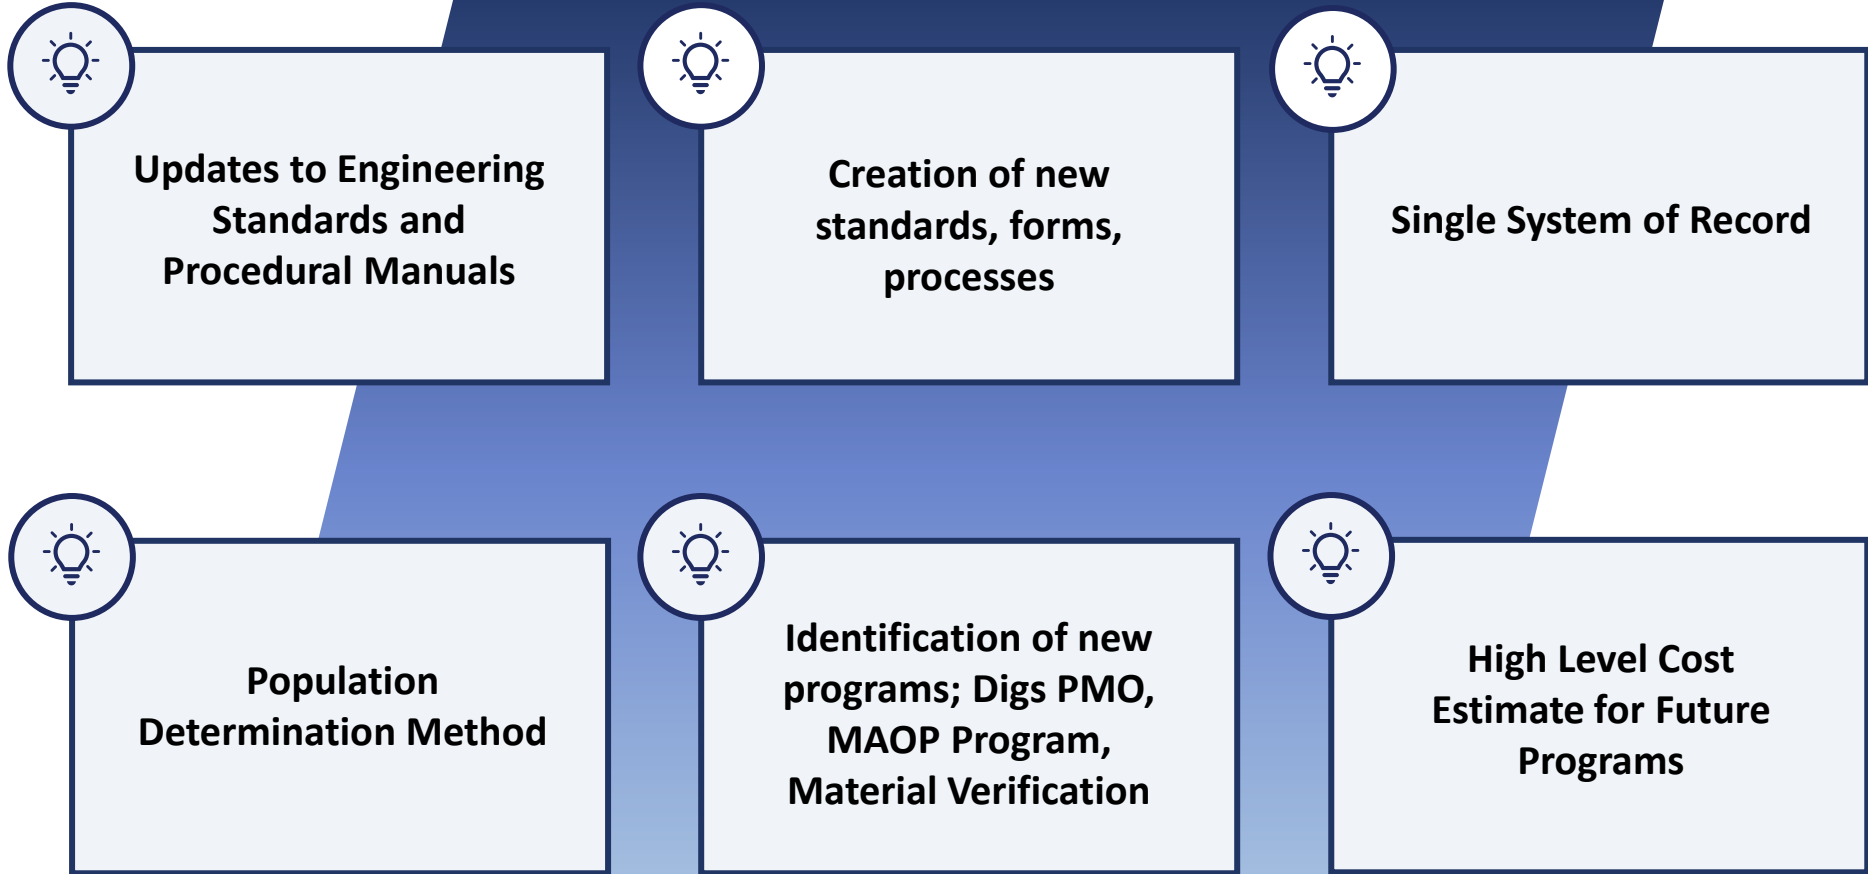 Updates to Engineering
Standards and
Procedural Manuals
Creation of new
standards, forms,
processes
Single System of Record
Population
Determination Method
Identification of new
programs; Digs PMO,
MAOP Program,
Material Verification
High Level Cost
Estimate for Future
Programs